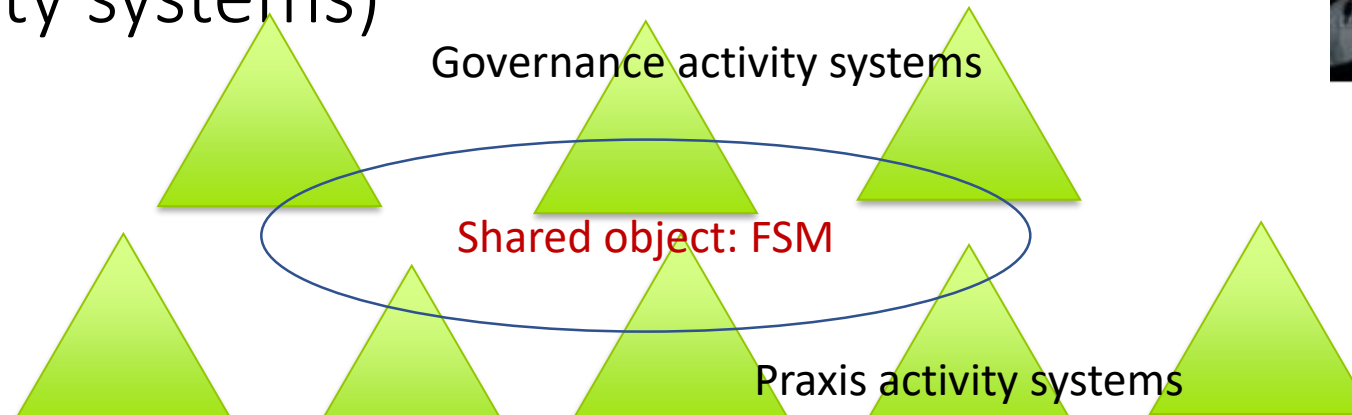 ty systems)
Governance activity systems
Shared object: FSM
Praxis activity systems